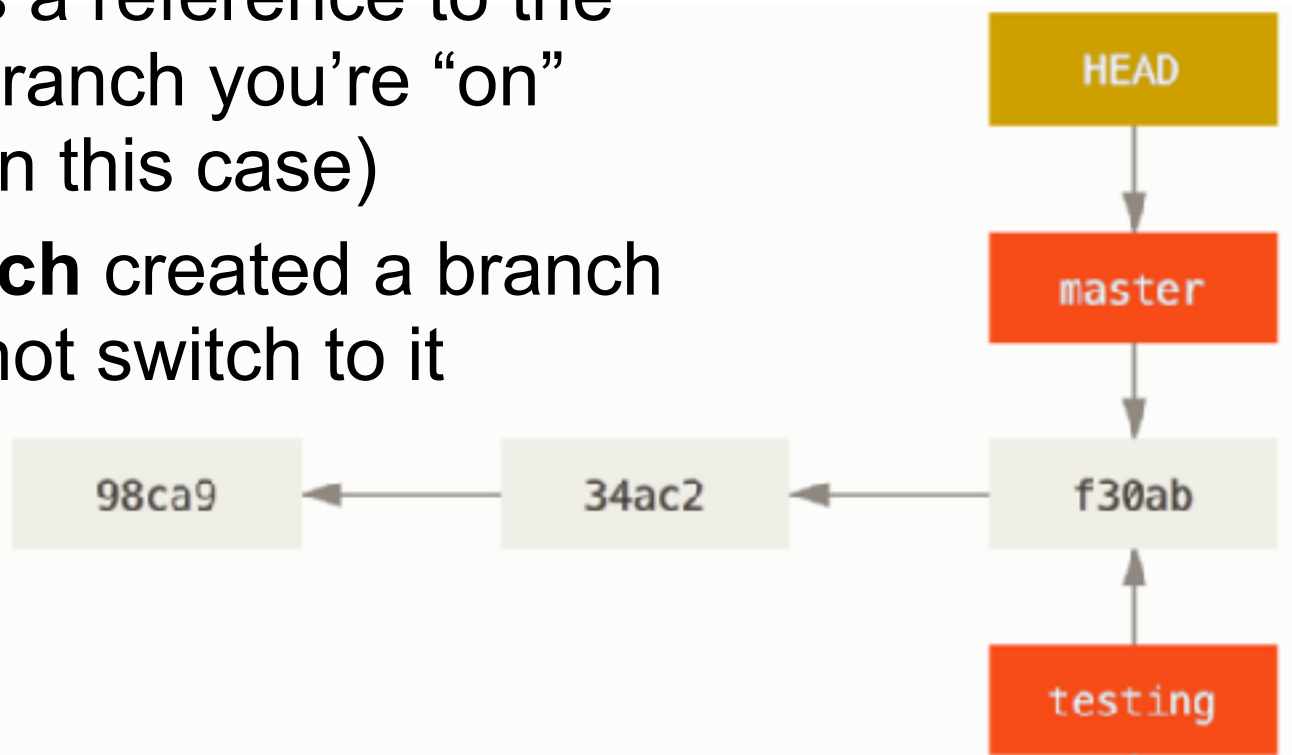 s a reference to the
ranch you’re “on”
n this case)
ch created a branch
not switch to it
HEAD
master
98ca9
34ac2
f30ab
testing